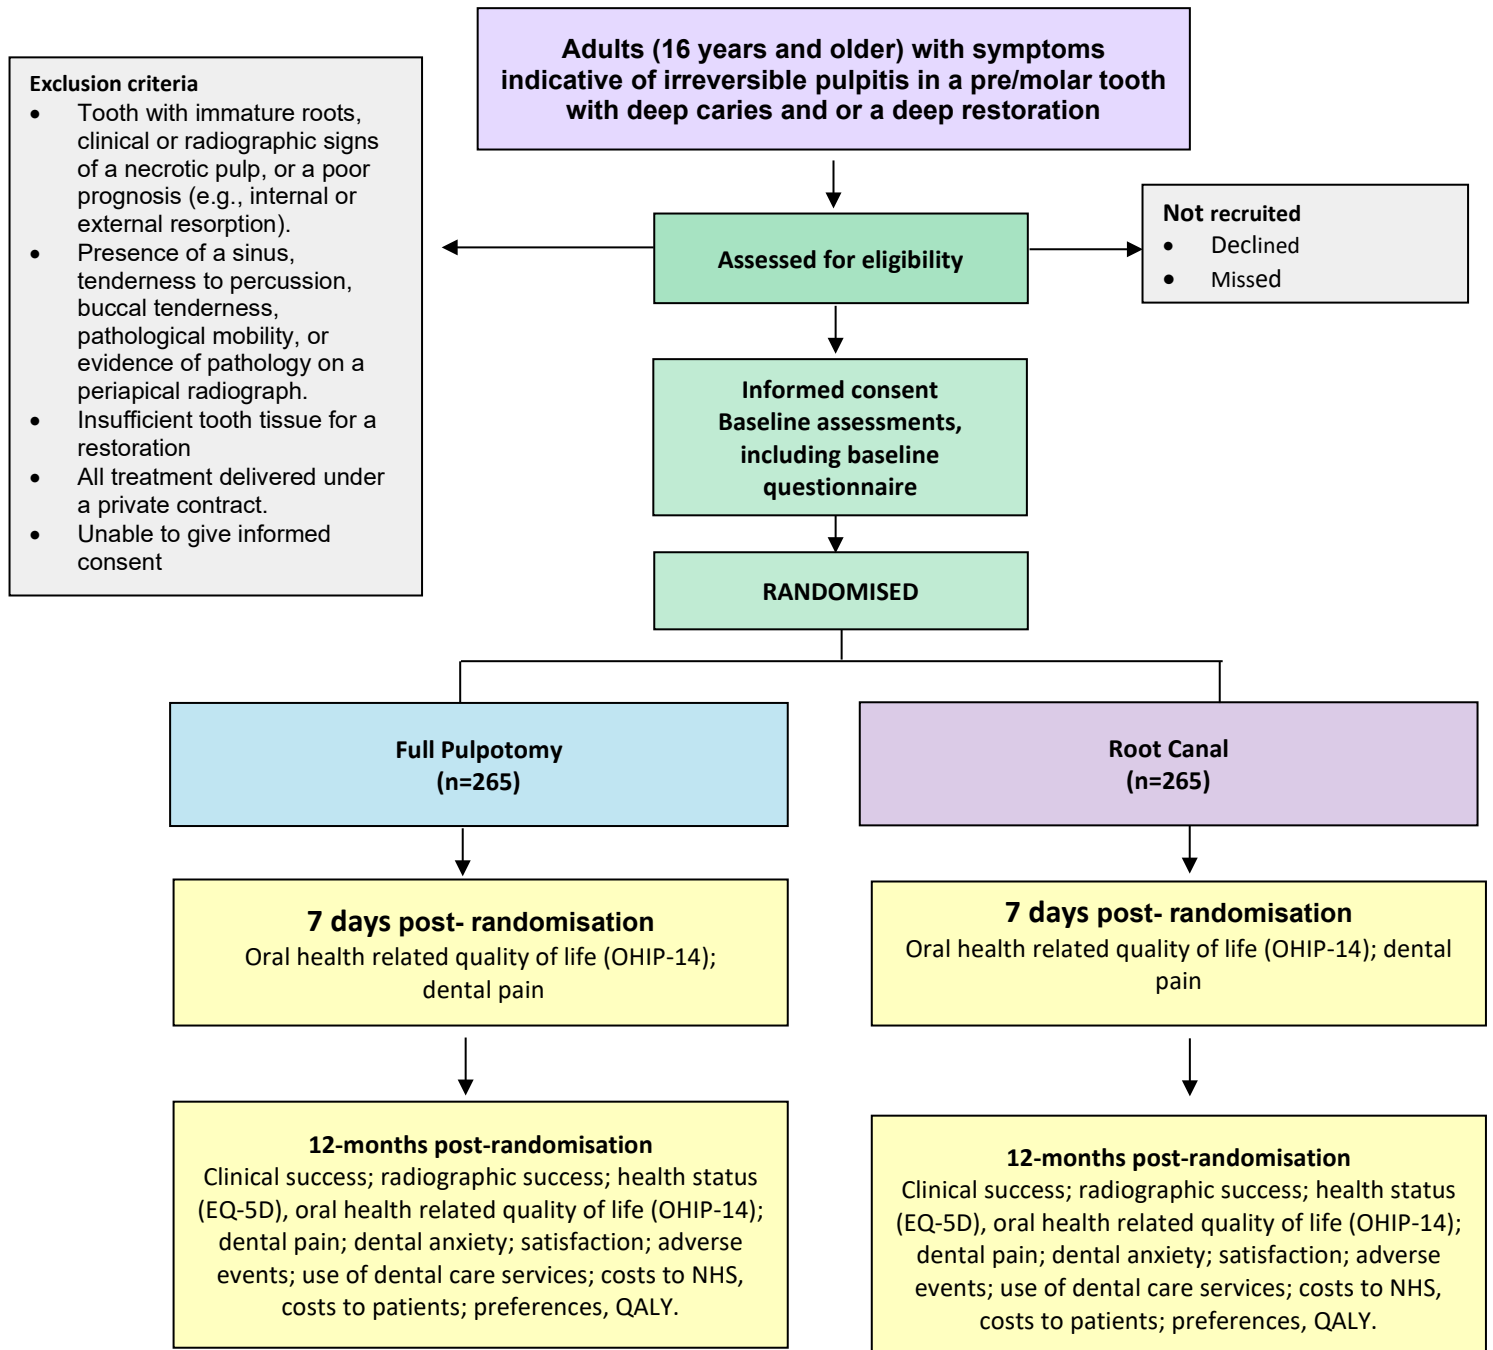 Adults (16 years and older) with symptoms
indicative of irreversible pulpitis in a pre/molar tooth
with deep caries and or a deep restoration
Exclusion criteria
• Tooth with immature roots,
clinical or radiographic signs
of a necrotic pulp, or a poor
prognosis (e.g., internal or
external resorption).
• Presence of a sinus,
tenderness to percussion,
buccal tenderness,
pathological mobility, or
evidence of pathology on a
periapical radiograph.
• Insufficient tooth tissue for a
restoration
• All treatment delivered under
a private contract.
• Unable to give informed
consent
Assessed for eligibility
Not recruited
• Declined
• Missed
Informed consent
Baseline assessments,
including baseline
questionnaire
RANDOMISED
Full Pulpotomy
(n=265)
Root Canal
(n=265)
7 days post- randomisation
Oral health related quality of life (OHIP-14);
dental pain
7 days post- randomisation
Oral health related quality of life (OHIP-14); dental
pain
12-months post-randomisation
Clinical success; radiographic success; health status
(EQ-5D), oral health related quality of life (OHIP-14);
dental pain; dental anxiety; satisfaction; adverse
events; use of dental care services; costs to NHS,
costs to patients; preferences, QALY.
12-months post-randomisation
Clinical success; radiographic success; health status
(EQ-5D), oral health related quality of life (OHIP-14);
dental pain; dental anxiety; satisfaction; adverse
events; use of dental care services; costs to NHS,
costs to patients; preferences, QALY.